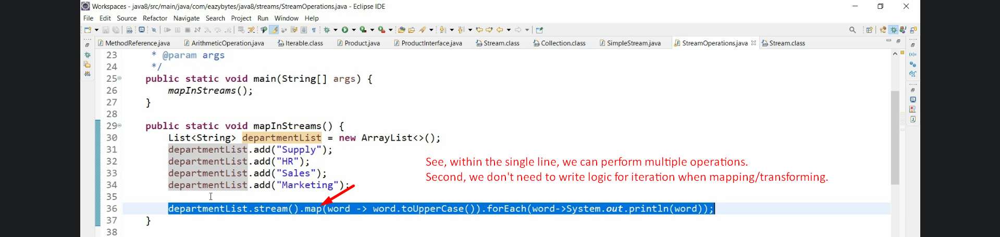 Workspaces - java8/src/main/java/com/eazybytes/java8/streams/StreamOperations.java - Eclipse IDE
File Edit Source Refactor Navigate Search Project Run Window Help
MethodReference.java ArithmeticOperation.java Iterable.class Product.java ProductInterface.java Stream.class Collection.class SimpleStream.java StreamOperations.java Stream.class
23 * @param args
24 */
25 public static void main(String[] args) {
26 mapInStreams();
27 }
28
29 public static void mapInStreams() {
30 List<String> departmentList = new ArrayList<>();
31 departmentList.add("Supply");
32 departmentList.add("HR");
33 departmentList.add("Sales");
34 departmentList.add("Marketing");
See, within the single line, we can perform multiple operations.
Second, we don't need to write logic for iteration when mapping/transforming.
35
36 departmentList.stream().map(word -> word.toUpperCase()).forEach(word->System.out.println(word));
37 }
38